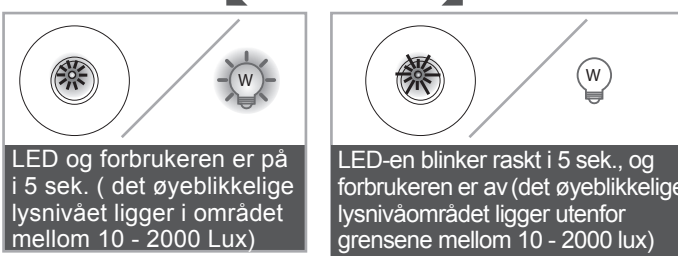 W
W
LED og forbrukeren er på
i 5 sek. ( det øyeblikkelige
lysnivået ligger i området
mellom 10 - 2000 Lux)
LED-en blinker raskt i 5 sek., og
forbrukeren er av (det øyeblikkelige
lysnivåområdet ligger utenfor
grensene mellom 10 - 2000 lux)